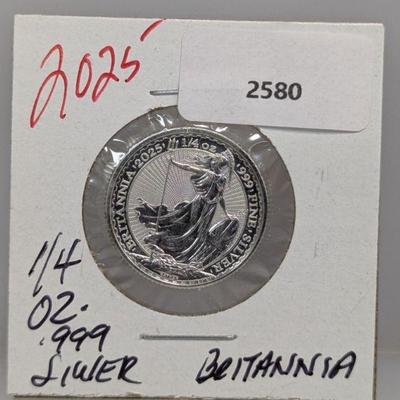 2025
2580
BRITANNIA · 2025 · 1/4 OZ · 999 · FINE · SILVER
1/4
OZ.
.999
SILVER
BRITANNIA